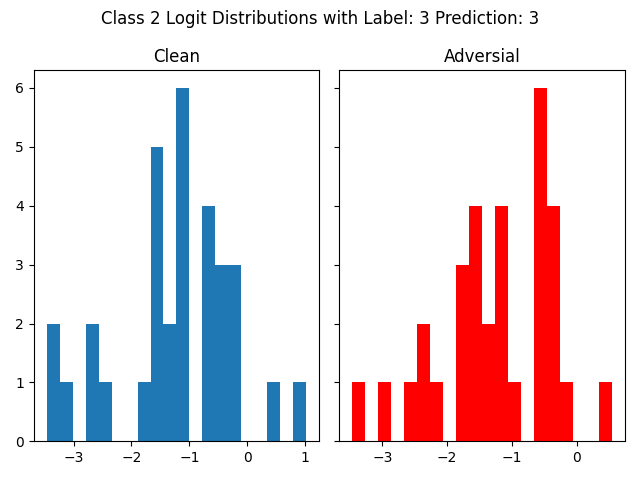 Class 2 Logit Distributions with Label: 3 Prediction: 3
Clean
Adversial
6
5
4
3
2
1
0
−3 −2 −1 0 1
−3 −2 −1 0